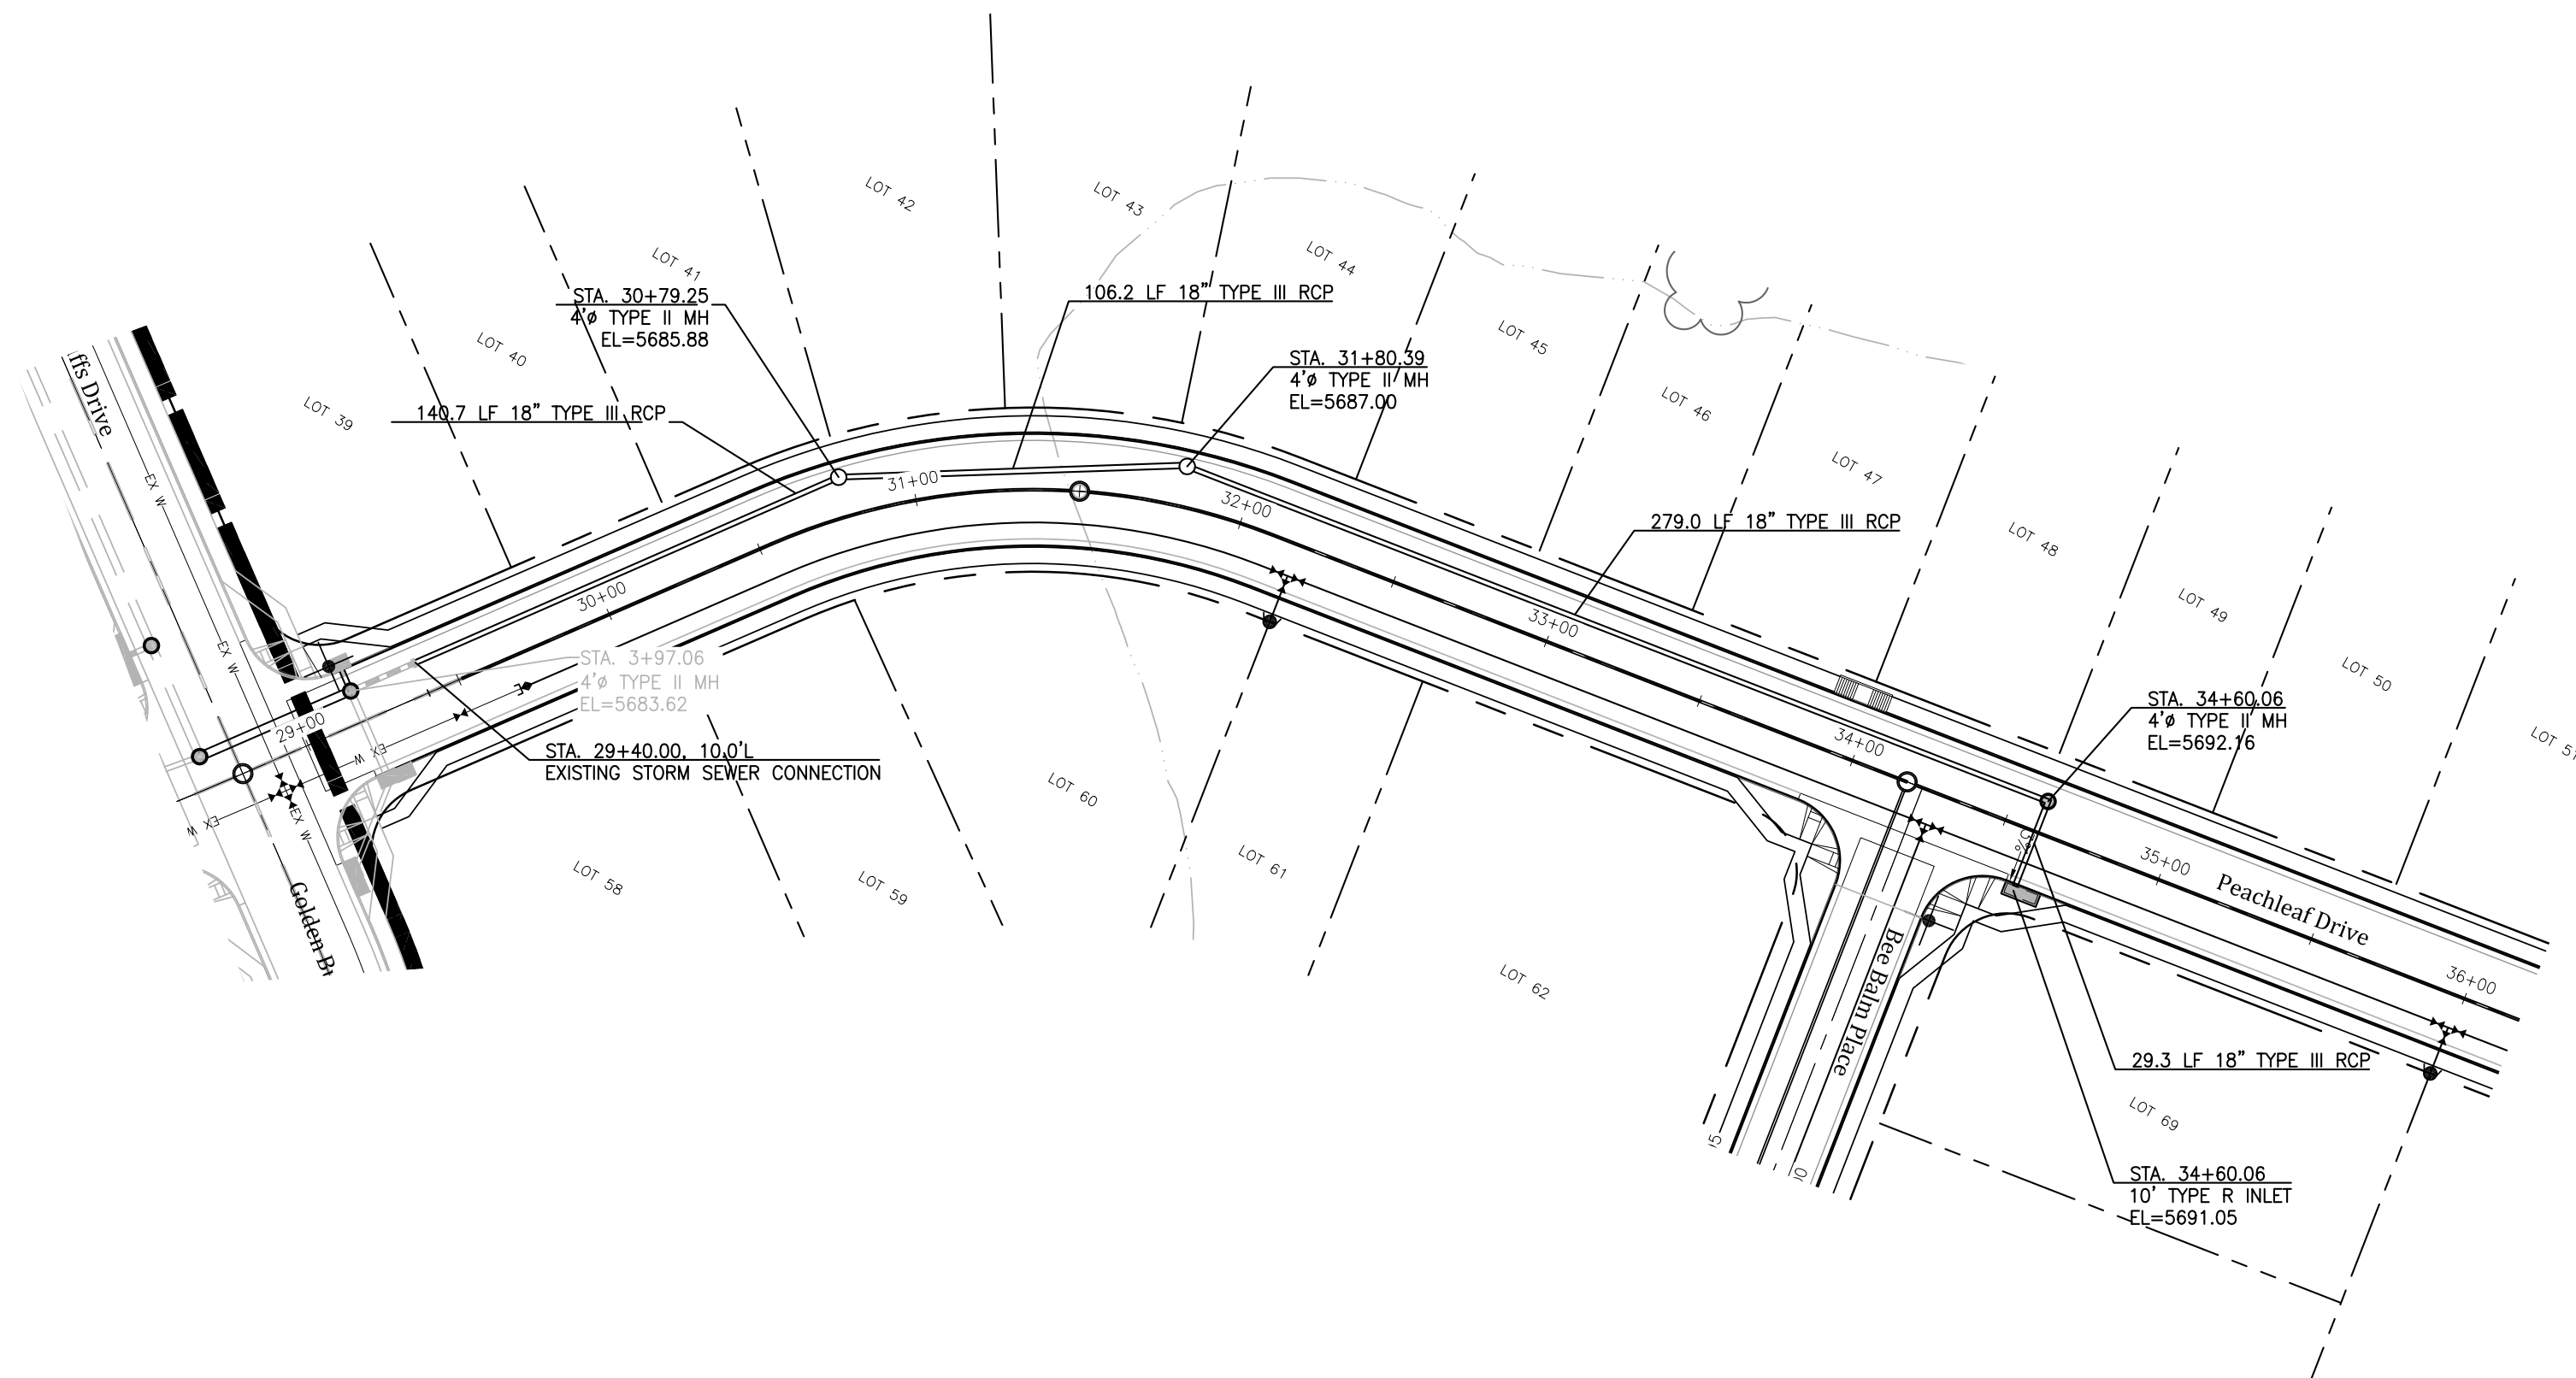 LOT 42
LOT 43
LOT 41
LOT 44
STA. 30+79.25
4'ø TYPE II MH
EL=5685.88
106.2 LF 18" TYPE III RCP
LOT 40
LOT 45
STA. 31+80.39
4'ø TYPE II MH
EL=5687.00
LOT 39
140.7 LF 18" TYPE III RCP
LOT 46
ffs Drive
LOT 47
EX W
31+00
32+00
279.0 LF 18" TYPE III RCP
LOT 48
30+00
33+00
LOT 49
EX W
STA. 3+97.06
4'ø TYPE II MH
EL=5683.62
LOT 50
STA. 34+60.06
4'ø TYPE II MH
EL=5692.16
29+00
34+00
LOT 51
EX W
STA. 29+40.00, 10.0'L
EXISTING STORM SEWER CONNECTION
LOT 60
EX W
EX W
35+00
LOT 58
LOT 59
LOT 61
Peachleaf Drive
Golden Bl
LOT 62
36+00
Bee Balm Place
29.3 LF 18" TYPE III RCP
LOT 69
STA. 34+60.06
10' TYPE R INLET
EL=5691.05